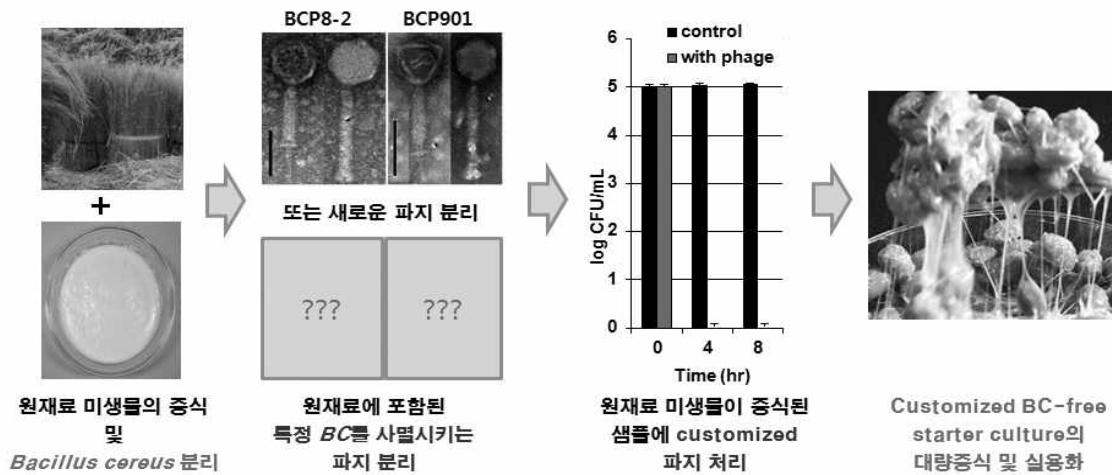 BCP8-2 BCP901
또는 새로운 파지 분리
???
???
control
with phage
log CFU/mL
6
5
4
3
2
1
0
0 4 8
Time (hr)
+
원재료 미생물의 증식
및
Bacillus cereus 분리
원재료에 포함된
특정 BC를 사멸시키는
파지 분리
원재료 미생물이 증식된
샘플에 customized
파지 처리
Customized BC-free
starter culture의
대량증식 및 실용화